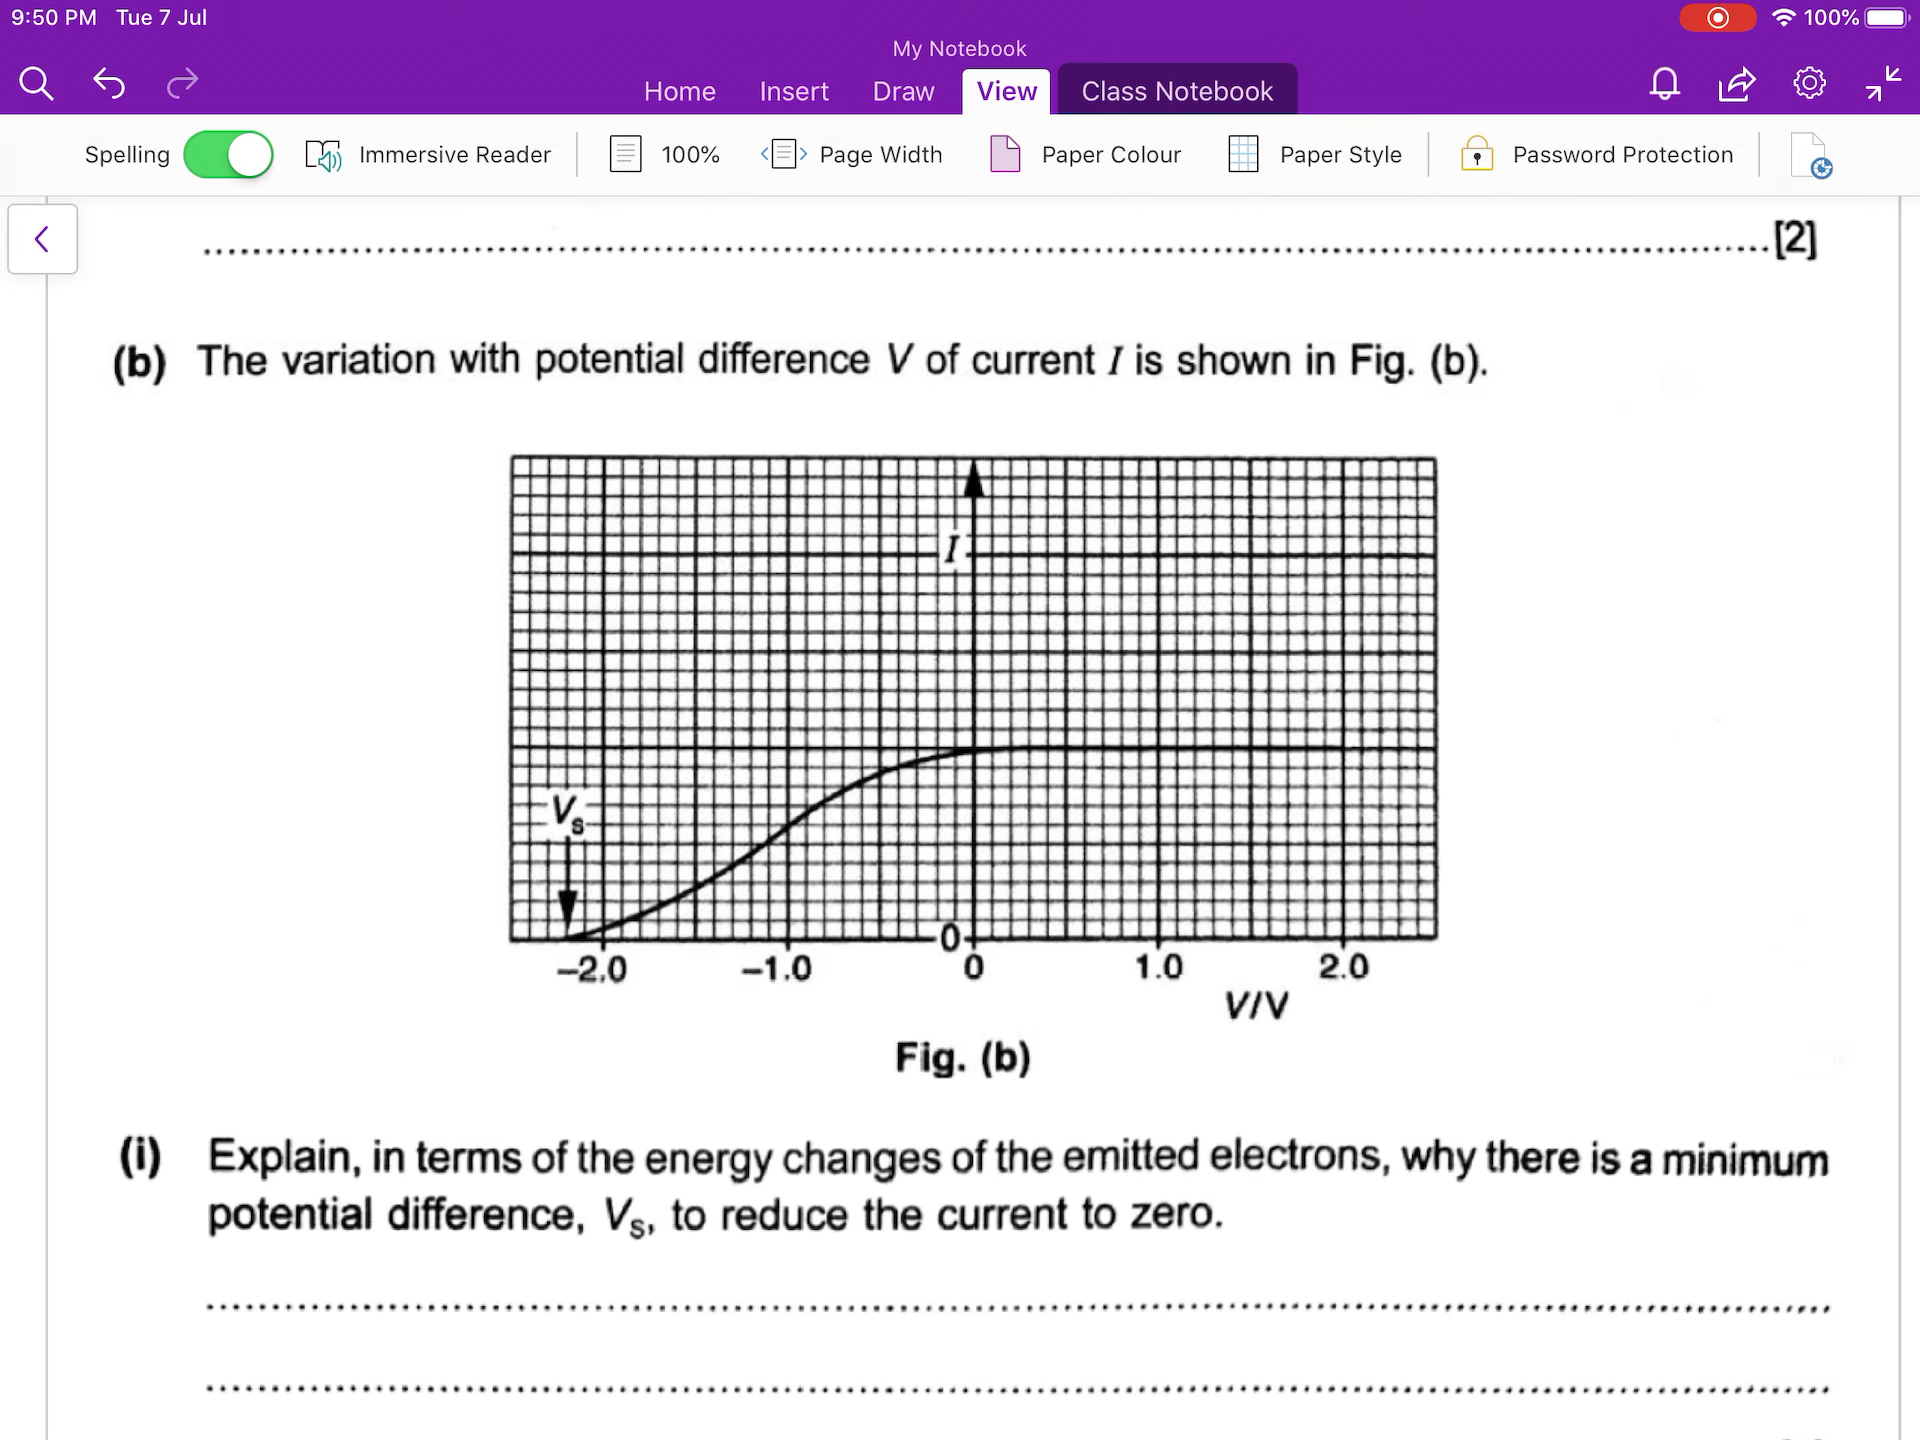 9:50 PM Tue 7 Jul
100%
My Notebook
Home Insert Draw View Class Notebook
Spelling Immersive Reader 100% Page Width Paper Colour Paper Style Password Protection
[2]
(b) The variation with potential difference V of current I is shown in Fig. (b).
I
Vs
0
–2.0 –1.0 0 1.0 2.0
V/V
Fig. (b)
(i) Explain, in terms of the energy changes of the emitted electrons, why there is a minimum
potential difference, Vs, to reduce the current to zero.